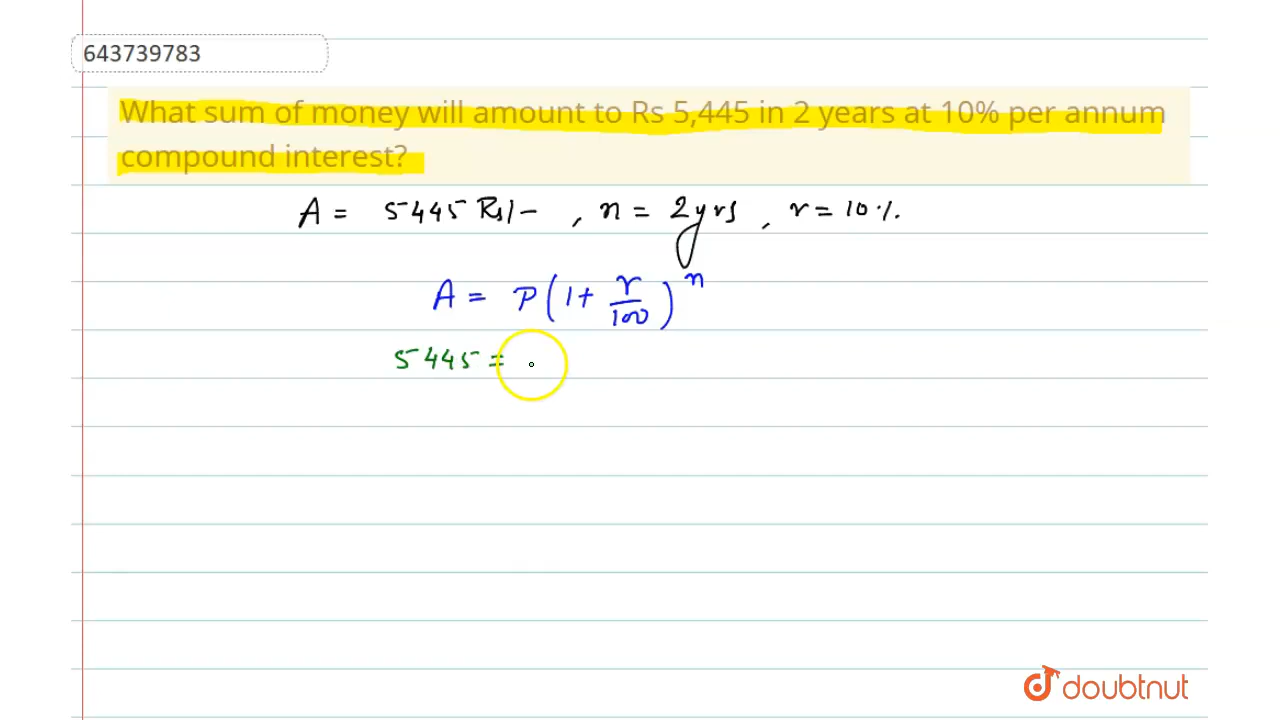 643739783
What sum of money will amount to Rs 5,445 in 2 years at 10% per annum
compound interest?
A = 5445 Rs/- , n = 2yrs , r = 10%.
A = P(1 + r/100)^n
5445 =
doubtnut